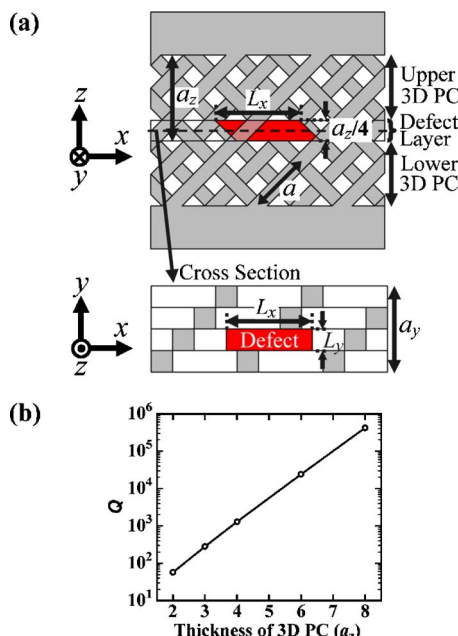 (a)
a_z
L_x
a_z/4
a
Upper
3D PC
Defect
Layer
Lower
3D PC
z
y
x
Cross Section
y
z
x
L_x
Defect
L_y
a_y
(b)
10^6
10^5
10^4
10^3
10^2
10^1
Q
2 3 4 5 6 7 8
Thickness of 3D PC (a_z)